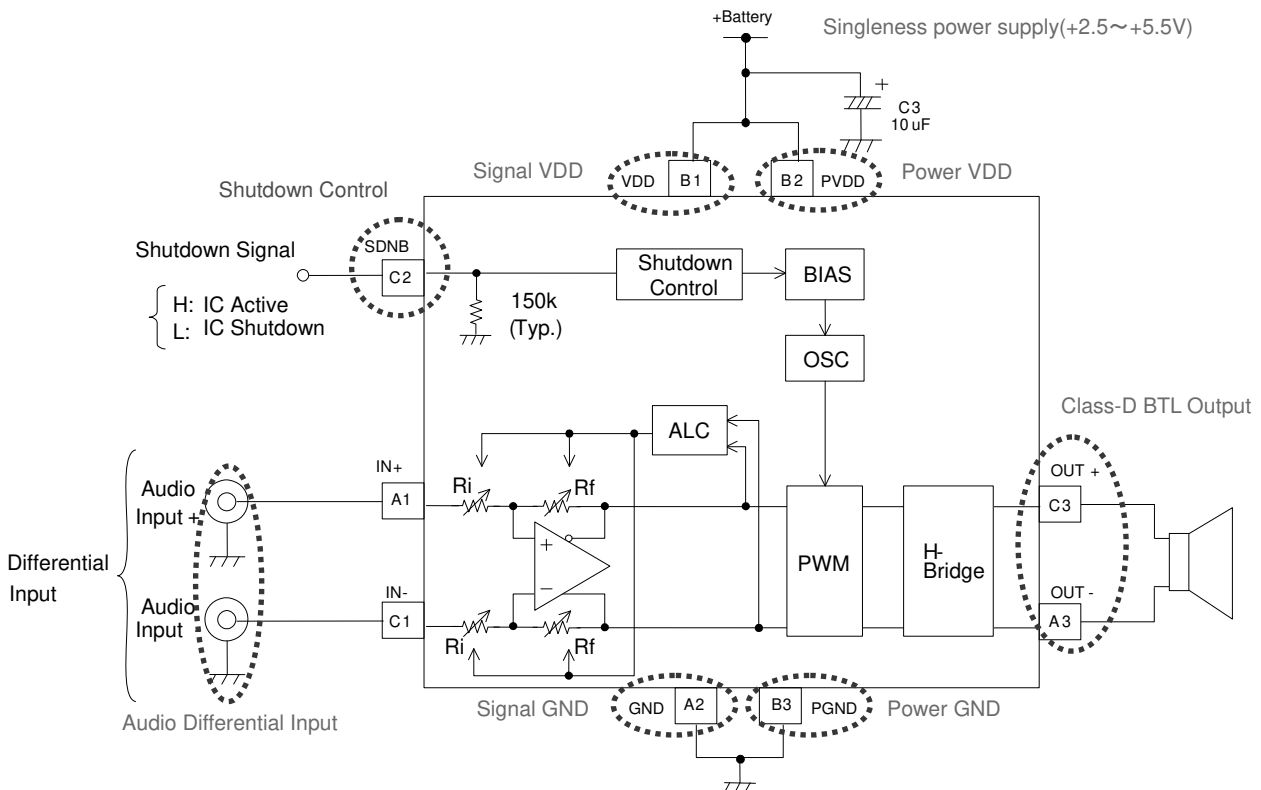 +Battery
Singleness power supply(+2.5～+5.5V)
+
C3
10 uF
Signal VDD
VDD
B1
B2
PVDD
Power VDD
Shutdown Control
SDNB
Shutdown Signal
C2
H: IC Active
L: IC Shutdown
150k
(Typ.)
Shutdown
Control
BIAS
OSC
ALC
Class-D BTL Output
OUT +
C3
IN+
A1
Ri
Rf
Audio
Input +
Differential
Input
+
−
PWM
H-
Bridge
Audio
Input
IN-
C1
Ri
Rf
OUT -
A3
Audio Differential Input
Signal GND
GND
A2
B3
PGND
Power GND